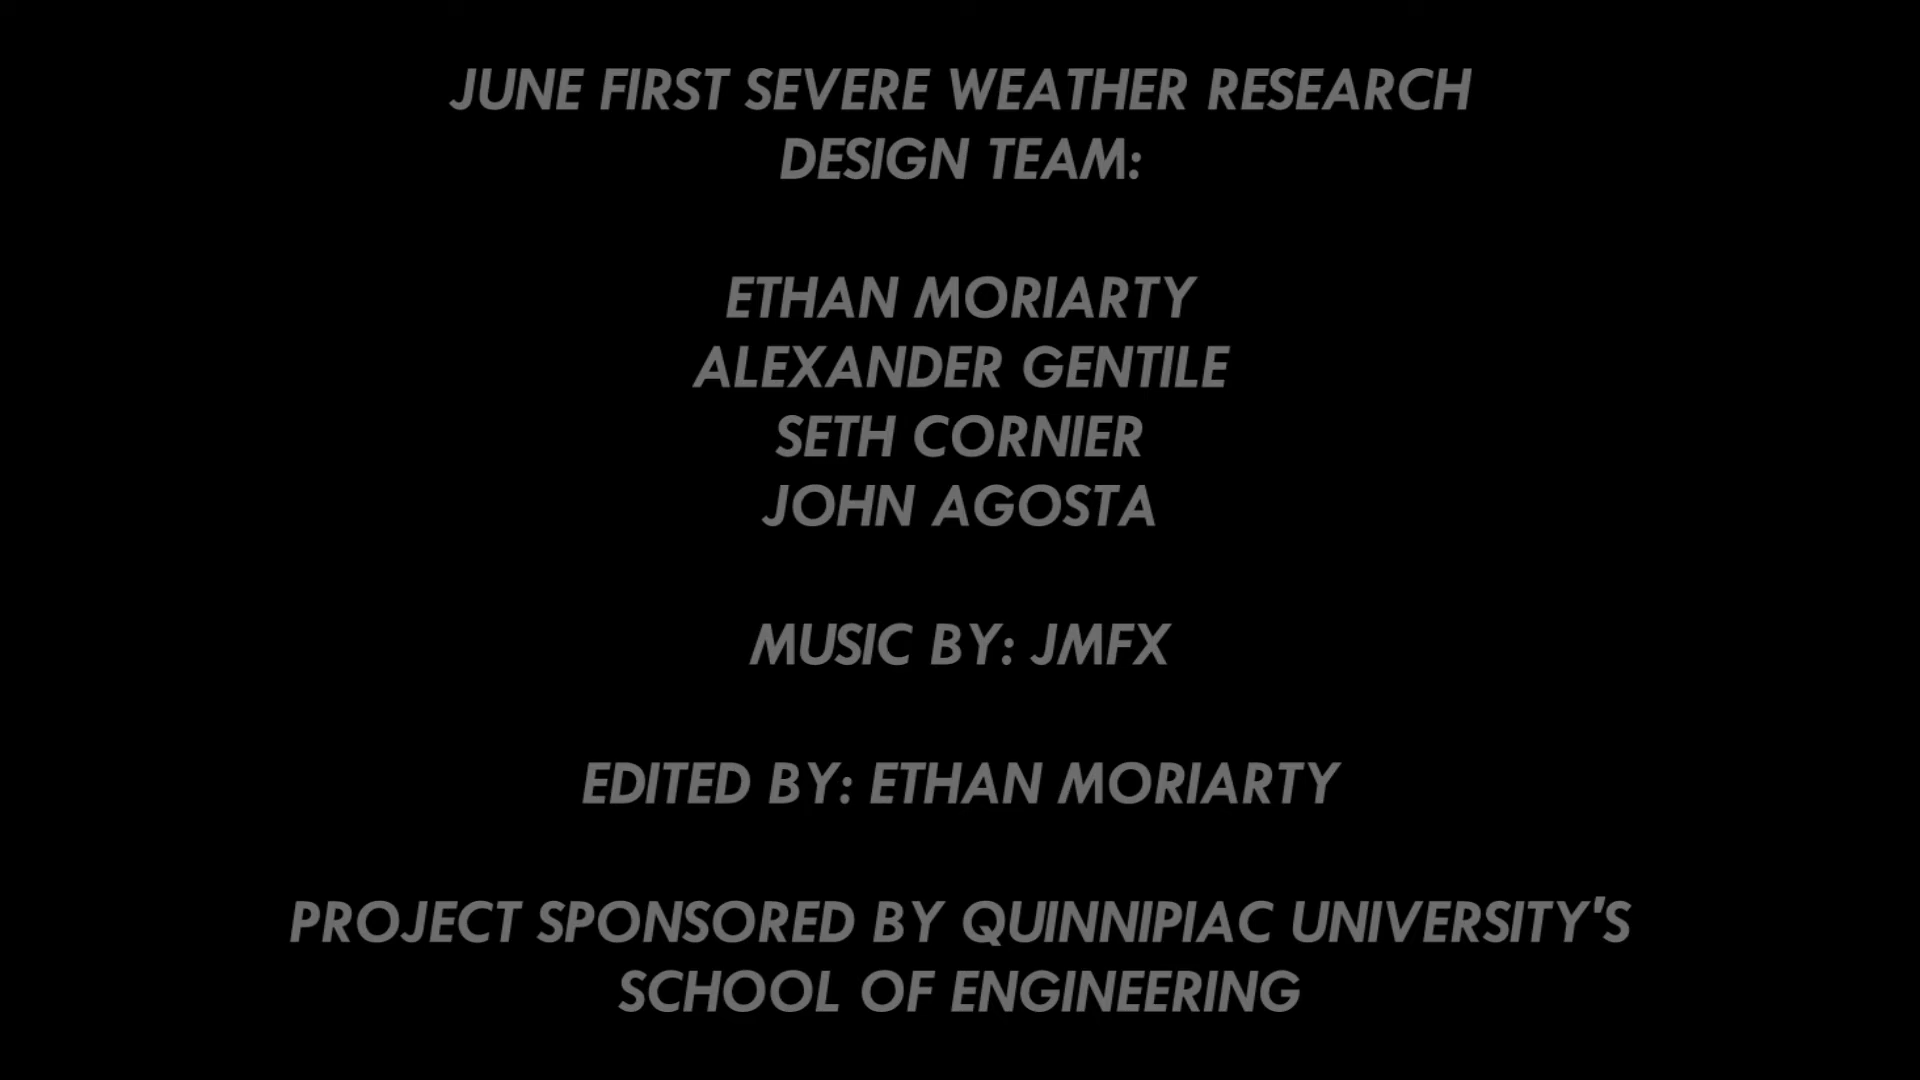 JUNE FIRST SEVERE WEATHER RESEARCH
DESIGN TEAM:
ETHAN MORIARTY
ALEXANDER GENTILE
SETH CORNIER
JOHN AGOSTA
MUSIC BY: JMFX
EDITED BY: ETHAN MORIARTY
PROJECT SPONSORED BY QUINNIPIAC UNIVERSITY'S
SCHOOL OF ENGINEERING